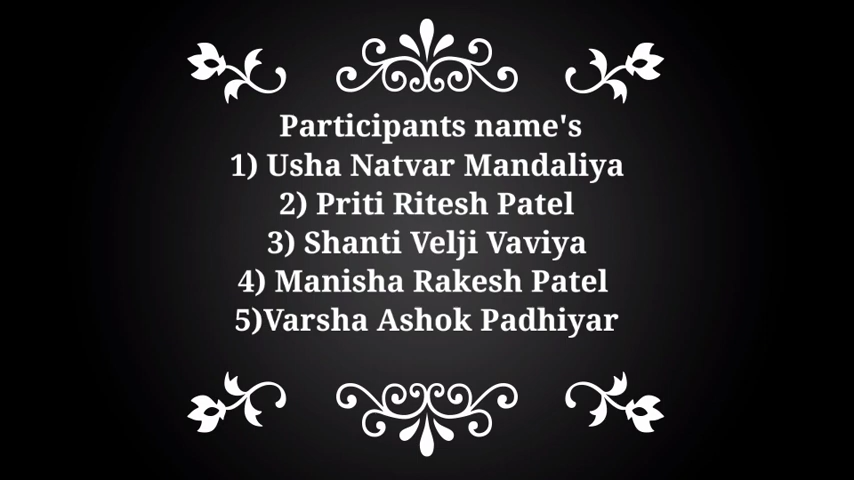 Participants name's
1) Usha Natvar Mandaliya
2) Priti Ritesh Patel
3) Shanti Velji Vaviya
4) Manisha Rakesh Patel
5)Varsha Ashok Padhiyar